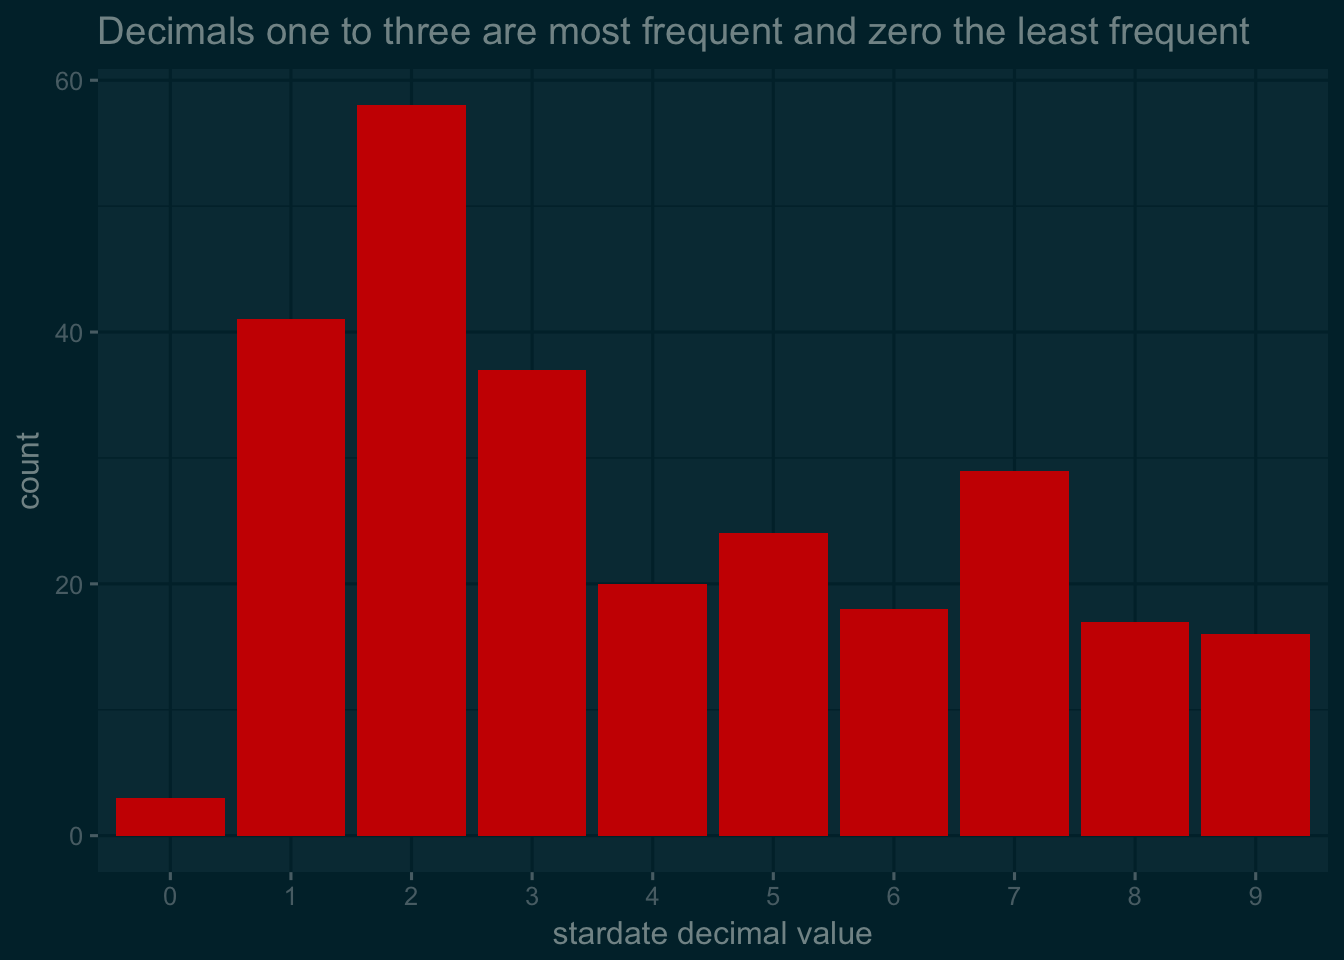 Decimals one to three are most frequent and zero the least frequent
60
40
20
0
count
0 1 2 3 4 5 6 7 8 9
stardate decimal value